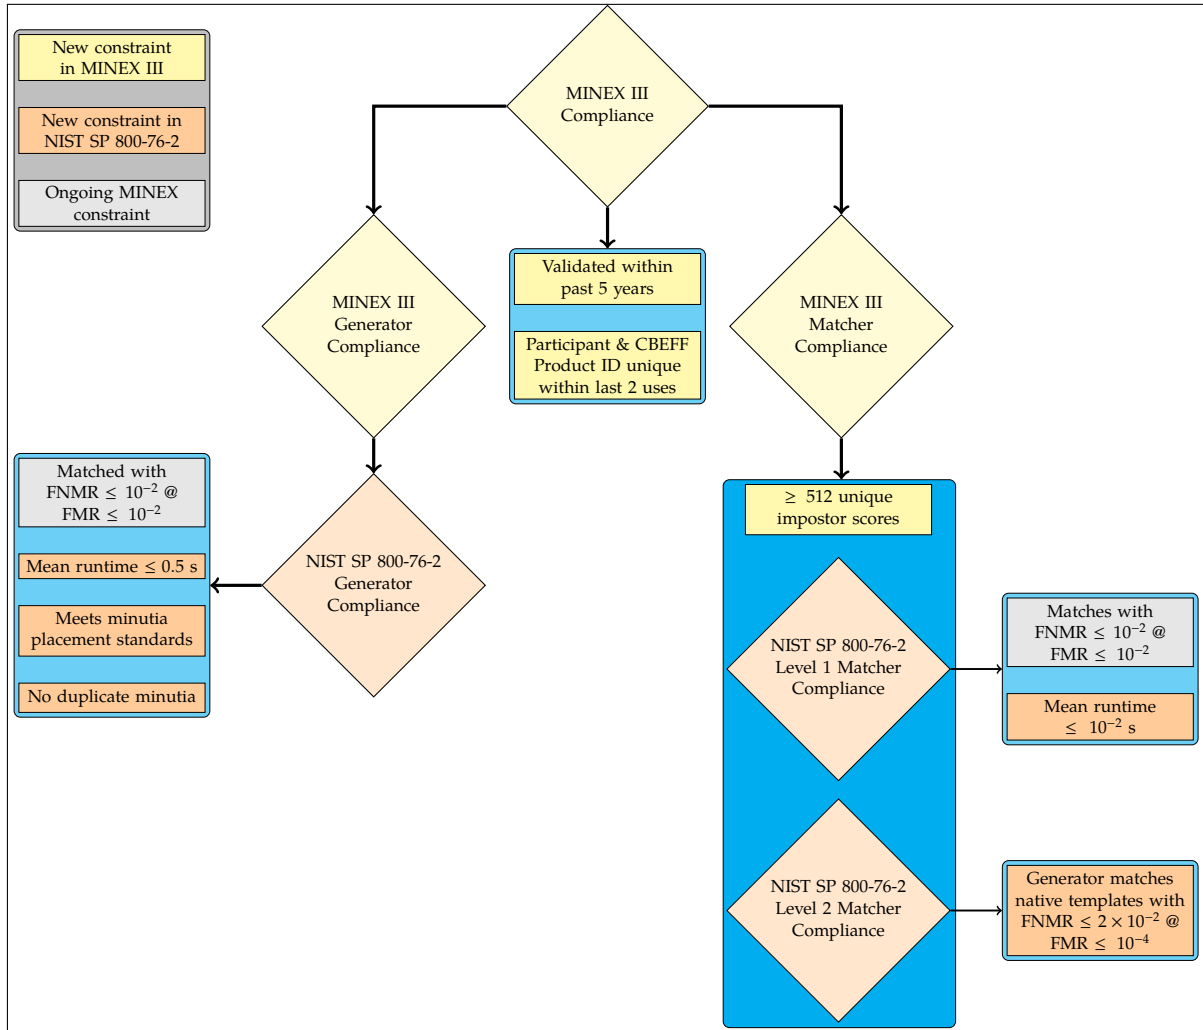 New constraint
in MINEX III
New constraint in
NIST SP 800-76-2
Ongoing MINEX
constraint
MINEX III
Compliance
MINEX III
Generator
Compliance
Validated within
past 5 years
Participant & CBEFF
Product ID unique
within last 2 uses
MINEX III
Matcher
Compliance
Matched with
FNMR ≤ 10⁻² @
FMR ≤ 10⁻²
Mean runtime ≤ 0.5 s
Meets minutia
placement standards
No duplicate minutia
NIST SP 800-76-2
Generator
Compliance
≥ 512 unique
impostor scores
NIST SP 800-76-2
Level 1 Matcher
Compliance
Matches with
FNMR ≤ 10⁻² @
FMR ≤ 10⁻²
Mean runtime
≤ 10⁻² s
NIST SP 800-76-2
Level 2 Matcher
Compliance
Generator matches
native templates with
FNMR ≤ 2 × 10⁻² @
FMR ≤ 10⁻⁴